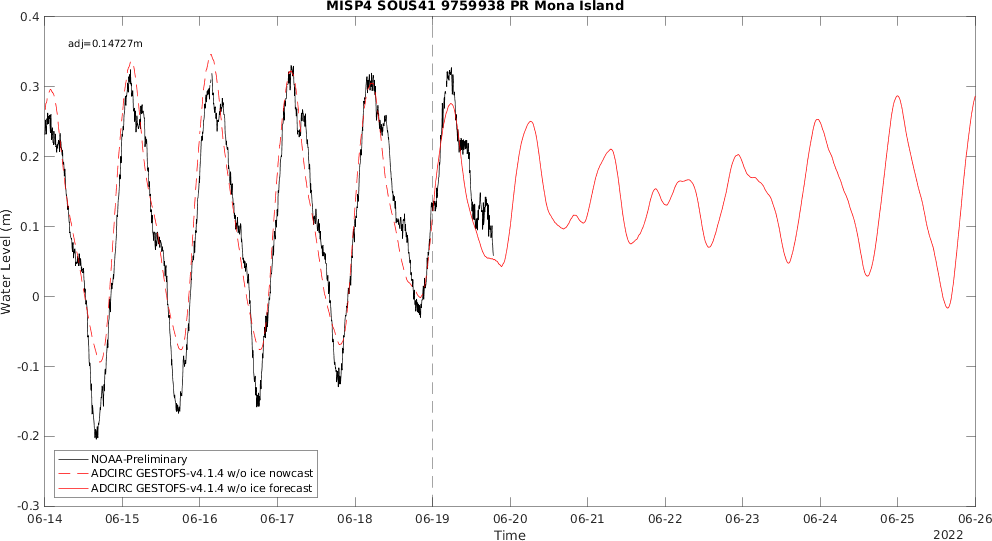 MISP4 SOUS41 9759938 PR Mona Island
adj=0.14727m
Water Level (m)
0.4
0.3
0.2
0.1
0
-0.1
-0.2
-0.3
NOAA-Preliminary
ADCIRC GESTOFS-v4.1.4 w/o ice nowcast
ADCIRC GESTOFS-v4.1.4 w/o ice forecast
06-14 06-15 06-16 06-17 06-18 06-19 06-20 06-21 06-22 06-23 06-24 06-25 06-26
Time
2022